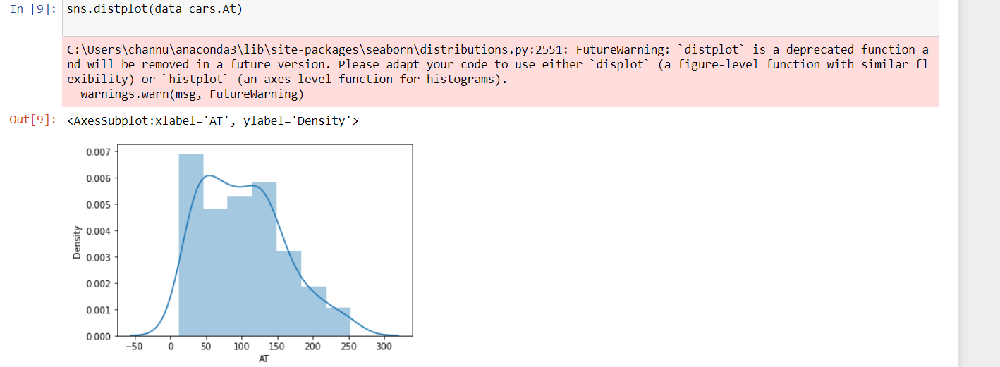 In [9]: sns.distplot(data_cars.At)
C:\Users\channu\anaconda3\lib\site-packages\seaborn\distributions.py:2551: FutureWarning: `distplot` is a deprecated function a
nd will be removed in a future version. Please adapt your code to use either `displot` (a figure-level function with similar fl
exibility) or `histplot` (an axes-level function for histograms).
  warnings.warn(msg, FutureWarning)
Out[9]: <AxesSubplot:xlabel='AT', ylabel='Density'>
0.007
0.006
0.005
0.004
0.003
0.002
0.001
0.000
Density
−50 0 50 100 150 200 250 300
AT